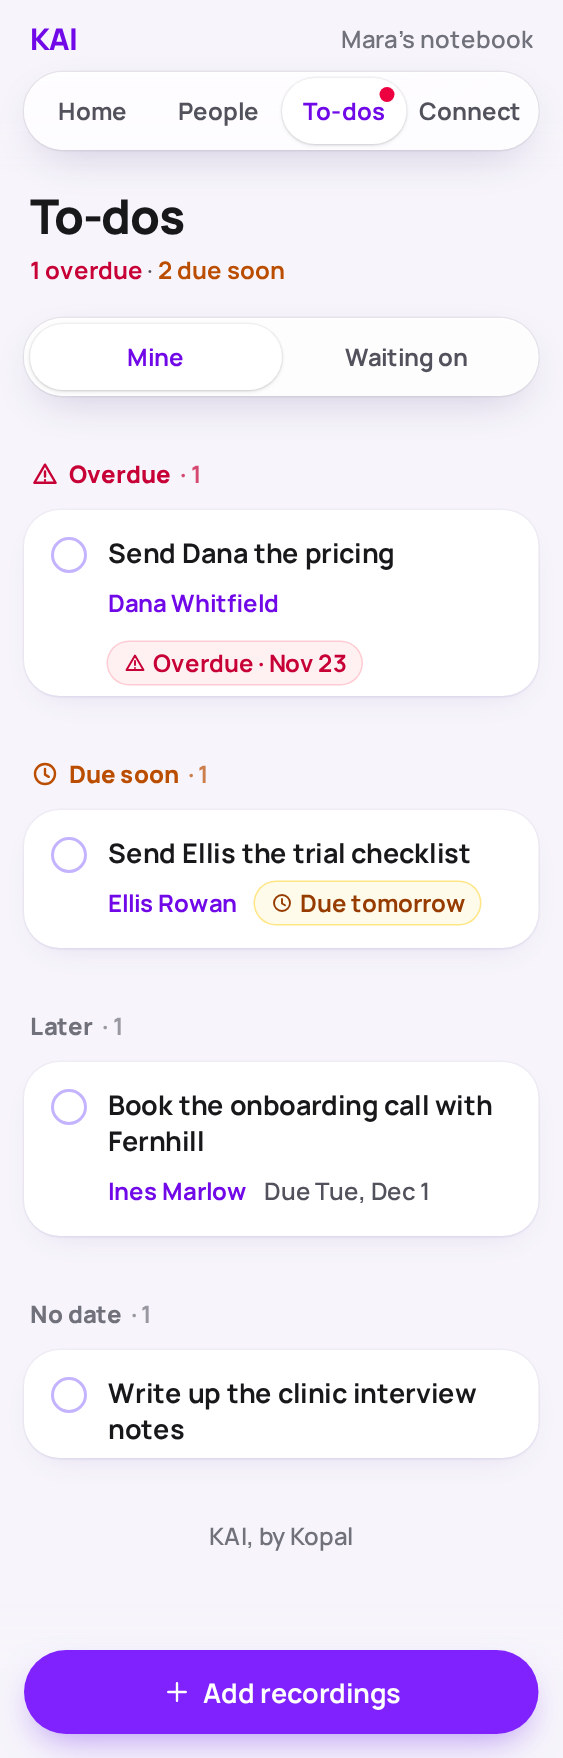 KAI
Mara's notebook
Home People To-dos Connect
To-dos
1 overdue · 2 due soon
Mine Waiting on
Overdue · 1
Send Dana the pricing
Dana Whitfield
Overdue · Nov 23
Due soon · 1
Send Ellis the trial checklist
Ellis Rowan Due tomorrow
Later · 1
Book the onboarding call with
Fernhill
Ines Marlow Due Tue, Dec 1
No date · 1
Write up the clinic interview
notes
KAI, by Kopal
+ Add recordings